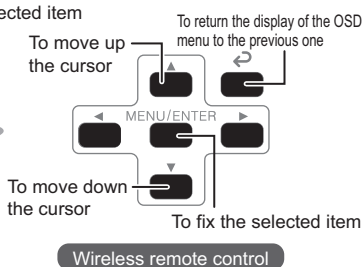 ected item
To return the display of the OSD
menu to the previous one
To move up
the cursor
MENU/ENTER
To move down
the cursor
To fix the selected item
Wireless remote control